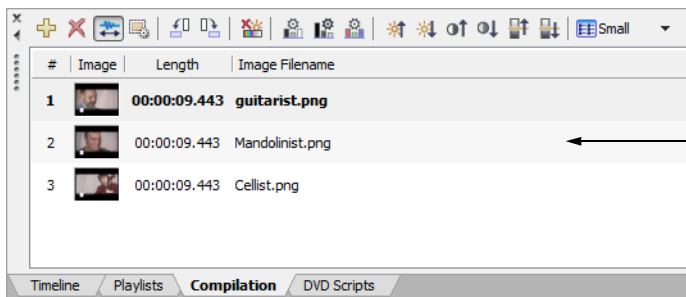 Small
# Image Length Image Filename
1 00:00:09.443 guitarist.png
2 00:00:09.443 Mandolinist.png
3 00:00:09.443 Cellist.png
Timeline Playlists Compilation DVD Scripts